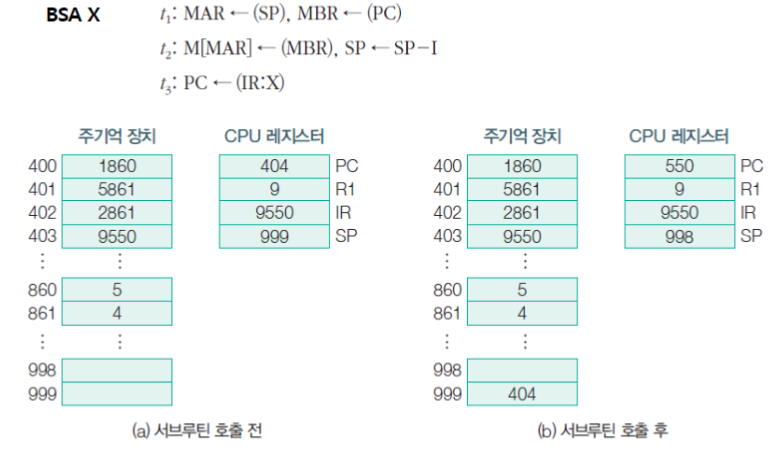 BSA X t₁: MAR ← (SP), MBR ← (PC)
t₂: M[MAR] ← (MBR), SP ← SP−I
t₃: PC ← (IR:X)
주기억 장치 CPU 레지스터
400 1860 404 PC
401 5861 9 R1
402 2861 9550 IR
403 9550 999 SP
⋮ ⋮
860 5
861 4
⋮ ⋮
998
999
(a) 서브루틴 호출 전
주기억 장치 CPU 레지스터
400 1860 550 PC
401 5861 9 R1
402 2861 9550 IR
403 9550 998 SP
⋮ ⋮
860 5
861 4
⋮ ⋮
998
999 404
(b) 서브루틴 호출 후